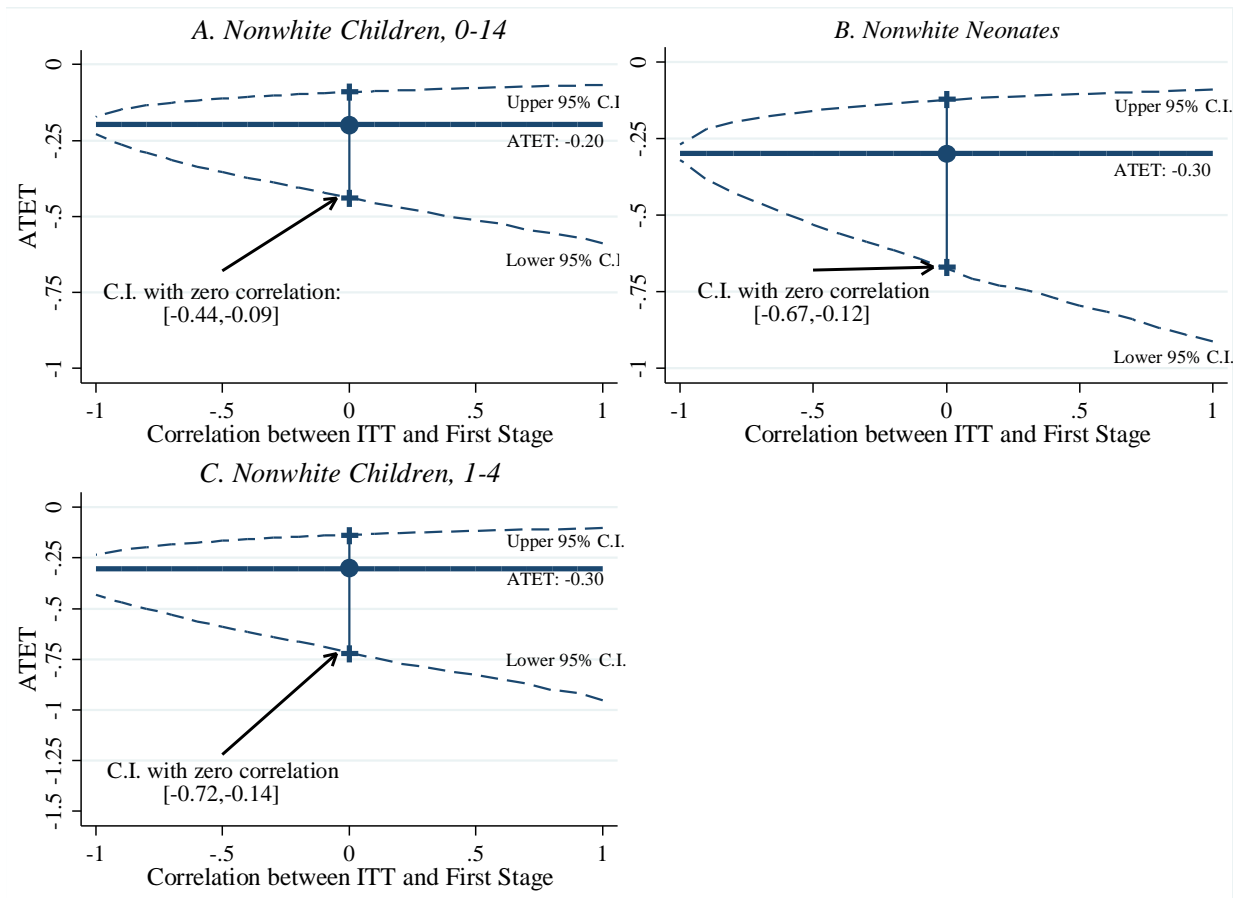 A. Nonwhite Children, 0-14
0
-.25
-.5
-.75
-1
ATET
Upper 95% C.I
ATET: -0.20
Lower 95% C.I
C.I. with zero correlation:
[-0.44,-0.09]
-1
-.5
0
.5
1
Correlation between ITT and First Stage
B. Nonwhite Neonates
0
-.25
-.5
-.75
-1
Upper 95% C.I.
ATET: -0.30
C.I. with zero correlation
[-0.67,-0.12]
Lower 95% C.I.
-1
-.5
0
.5
1
Correlation between ITT and First Stage
C. Nonwhite Children, 1-4
0
-.25
-.5
-.75
-1
-1.25
-1.5
ATET
Upper 95% C.I.
ATET: -0.30
Lower 95% C.I.
C.I. with zero correlation
[-0.72,-0.14]
-1
-.5
0
.5
1
Correlation between ITT and First Stage